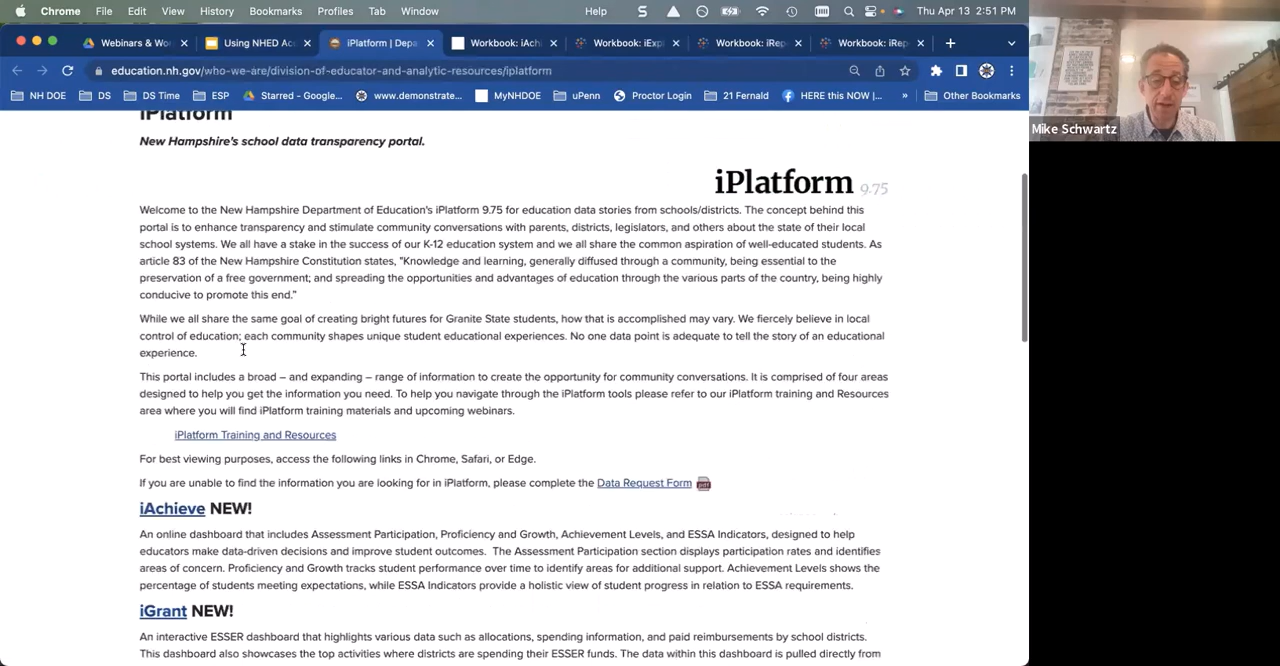 Chrome File Edit View History Bookmarks Profiles Tab Window Help Thu Apr 13 2:51 PM
Webinars & Wo Using NHED Ac iPlatform | Depa Workbook: iAchi Workbook: iExpl Workbook: iRep Workbook: iRep
education.nh.gov/who-we-are/division-of-educator-and-analytic-resources/iplatform
NH DOE DS DS Time ESP Starred - Google... www.demonstrate... MyNHDOE uPenn Proctor Login 21 Fernald HERE this NOW |... » Other Bookmarks
Mike Schwartz
iPlatform
New Hampshire's school data transparency portal.
iPlatform 9.75
Welcome to the New Hampshire Department of Education's iPlatform 9.75 for education data stories from schools/districts. The concept behind this
portal is to enhance transparency and stimulate community conversations with parents, districts, legislators, and others about the state of their local
school systems. We all have a stake in the success of our K-12 education system and we all share the common aspiration of well-educated students. As
article 83 of the New Hampshire Constitution states, "Knowledge and learning, generally diffused through a community, being essential to the
preservation of a free government; and spreading the opportunities and advantages of education through the various parts of the country, being highly
conducive to promote this end."
While we all share the same goal of creating bright futures for Granite State students, how that is accomplished may vary. We fiercely believe in local
control of education; each community shapes unique student educational experiences. No one data point is adequate to tell the story of an educational
experience.
This portal includes a broad – and expanding – range of information to create the opportunity for community conversations. It is comprised of four areas
designed to help you get the information you need. To help you navigate through the iPlatform tools please refer to our iPlatform training and Resources
area where you will find iPlatform training materials and upcoming webinars.
iPlatform Training and Resources
For best viewing purposes, access the following links in Chrome, Safari, or Edge.
If you are unable to find the information you are looking for in iPlatform, please complete the Data Request Form
iAchieve NEW!
An online dashboard that includes Assessment Participation, Proficiency and Growth, Achievement Levels, and ESSA Indicators, designed to help
educators make data-driven decisions and improve student outcomes. The Assessment Participation section displays participation rates and identifies
areas of concern. Proficiency and Growth tracks student performance over time to identify areas for additional support. Achievement Levels shows the
percentage of students meeting expectations, while ESSA Indicators provide a holistic view of student progress in relation to ESSA requirements.
iGrant NEW!
An interactive ESSER dashboard that highlights various data such as allocations, spending information, and paid reimbursements by school districts.
This dashboard also showcases the top activities where districts are spending their ESSER funds. The data within this dashboard is pulled directly from